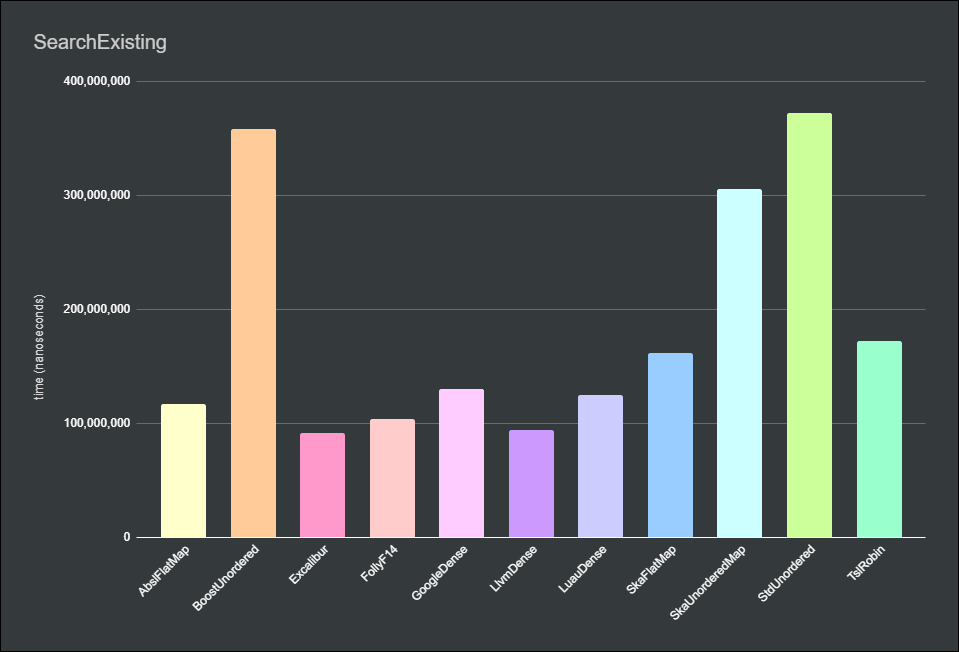 SearchExisting
400,000,000
300,000,000
200,000,000
100,000,000
0
time (nanoseconds)
AbslFlatMap
BoostUnordered
Excalibur
FollyF14
GoogleDense
LlvmDense
LuauDense
SkaFlatMap
SkaUnorderedMap
StdUnordered
TslRobin